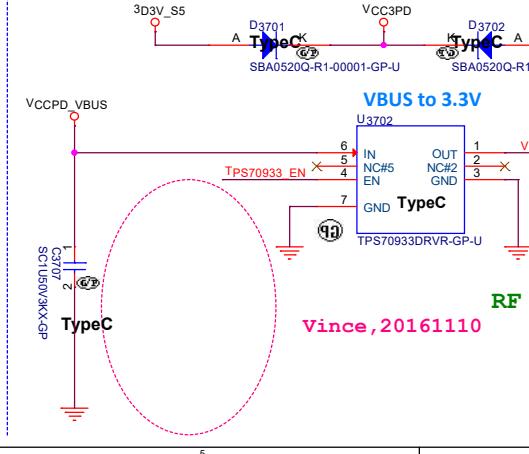 3D3V_S5
VCC3PD
D3701
D3702
A TypeC K
K TypeC A
SBA0520Q-R1-00001-GP-U
SBA0520Q-R1
VCCPD_VBUS
VBUS to 3.3V
U3702
6 IN OUT 1 V
5 NC#5 NC#2 2
TPS70933_EN 4 EN GND 3
7 GND TypeC
GP
TPS70933DRVR-GP-U
1
C3707
SC1U50V3KX-GP
2
TypeC
RF
Vince,20161110
5